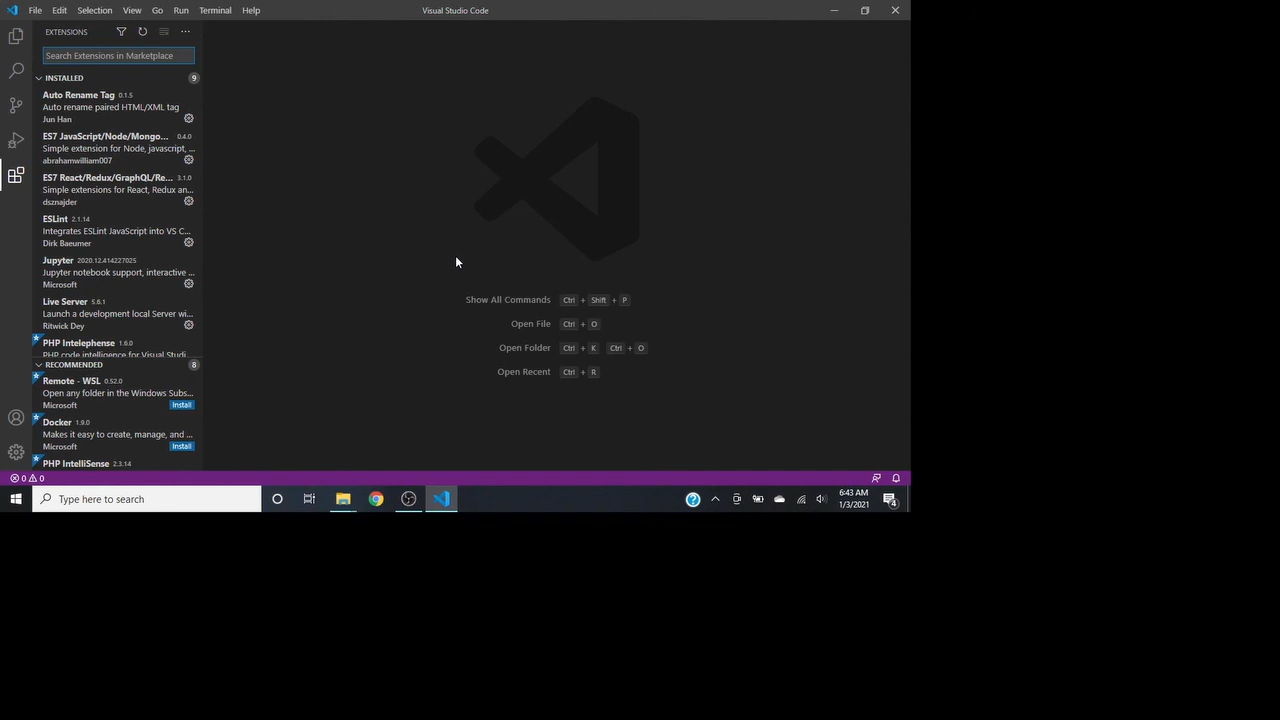 File Edit Selection View Go Run Terminal Help
Visual Studio Code
EXTENSIONS
Search Extensions in Marketplace
INSTALLED 9
Auto Rename Tag 0.1.5
Auto rename paired HTML/XML tag
Jun Han
ES7 JavaScript/Node/Mongo... 0.4.0
Simple extension for Node, javascript, ...
abrahamwilliam007
ES7 React/Redux/GraphQL/Re... 3.1.0
Simple extensions for React, Redux an...
dsznajder
ESLint 2.1.14
Integrates ESLint JavaScript into VS C...
Dirk Baeumer
Jupyter 2020.12.414227025
Jupyter notebook support, interactive ...
Microsoft
Live Server 5.6.1
Launch a development local Server wi...
Ritwick Dey
PHP Intelephense 1.6.0
PHP code intelligence for Visual Studi...
RECOMMENDED 8
Remote - WSL 0.52.0
Open any folder in the Windows Subs...
Microsoft Install
Docker 1.9.0
Makes it easy to create, manage, and ...
Microsoft Install
PHP IntelliSense 2.3.14
Show All Commands Ctrl + Shift + P
Open File Ctrl + O
Open Folder Ctrl + K Ctrl + O
Open Recent Ctrl + R
0 0
Type here to search
6:43 AM
1/3/2021
4